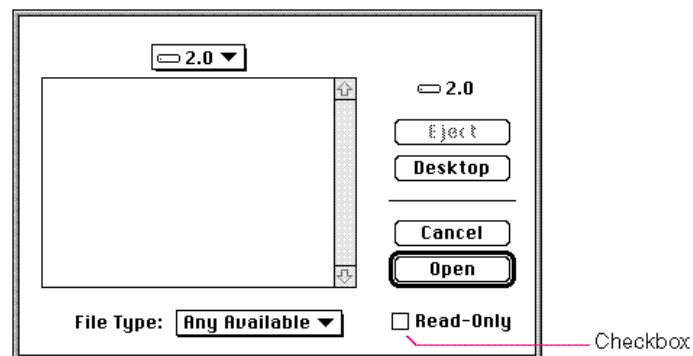 2.0
2.0
Eject
Desktop
Cancel
Open
File Type: Any Available
Read-Only
Checkbox